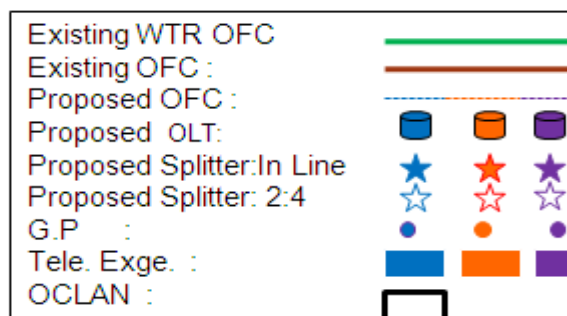 Existing WTR OFC
Existing OFC :
Proposed OFC :
Proposed OLT:
Proposed Splitter:In Line
Proposed Splitter: 2:4
G.P :
Tele. Exge. :
OCLAN :